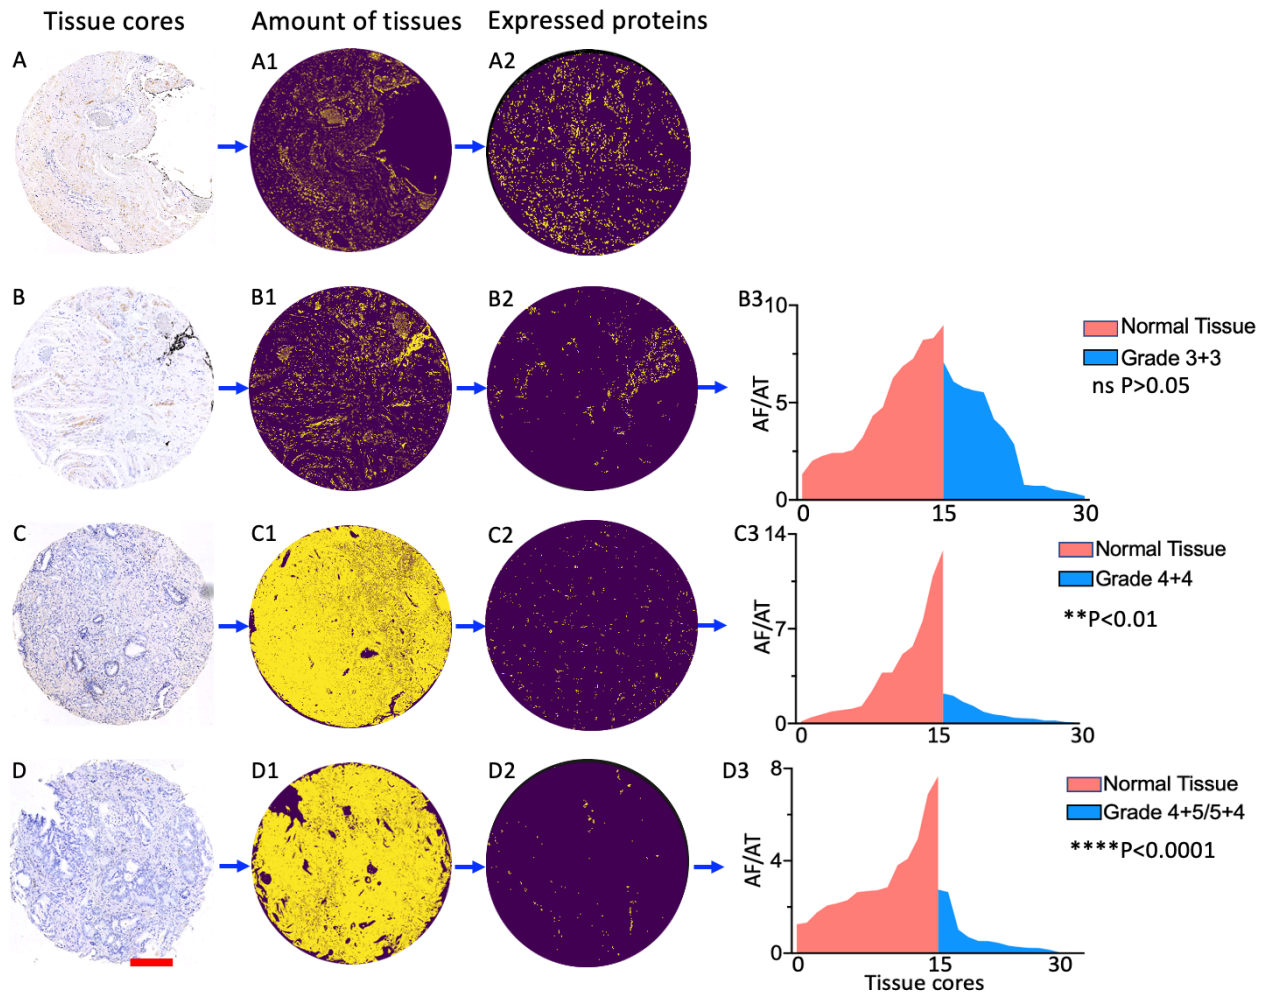 Tissue cores Amount of tissues Expressed proteins
A A1 A2
B B1 B2 B3
10
5
0
AF/AT
0 15 30
Normal Tissue
Grade 3+3
ns P>0.05
C C1 C2 C3
14
7
0
AF/AT
0 15 30
Normal Tissue
Grade 4+4
**P<0.01
D D1 D2 D3
8
4
0
AF/AT
0 15 30
Tissue cores
Normal Tissue
Grade 4+5/5+4
****P<0.0001